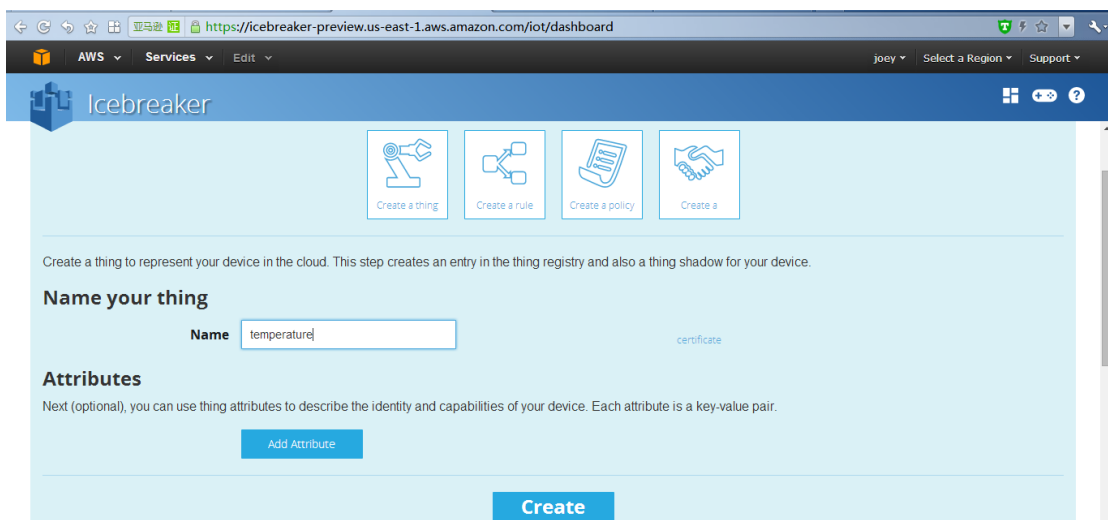 亚马逊 证 https://icebreaker-preview.us-east-1.aws.amazon.com/iot/dashboard
AWS Services Edit joey Select a Region Support
Icebreaker
Create a thing Create a rule Create a policy Create a
Create a thing to represent your device in the cloud. This step creates an entry in the thing registry and also a thing shadow for your device.
Name your thing
Name temperature
certificate
Attributes
Next (optional), you can use thing attributes to describe the identity and capabilities of your device. Each attribute is a key-value pair.
Add Attribute
Create